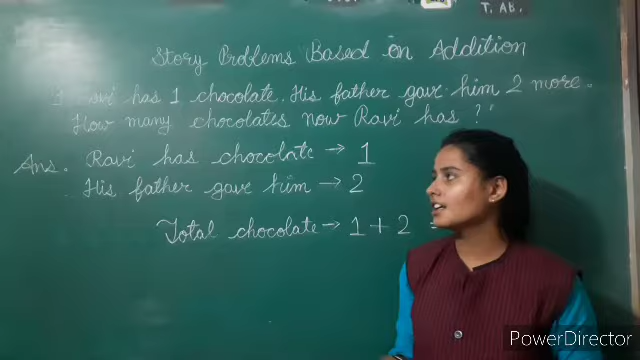 T. AB.
Story Problems Based on Addition
1 Ravi has 1 chocolate. His father gave him 2 more.
How many chocolates now Ravi has ?
Ans. Ravi has chocolate → 1
His father gave him → 2
Total chocolate → 1 + 2 =
PowerDirector